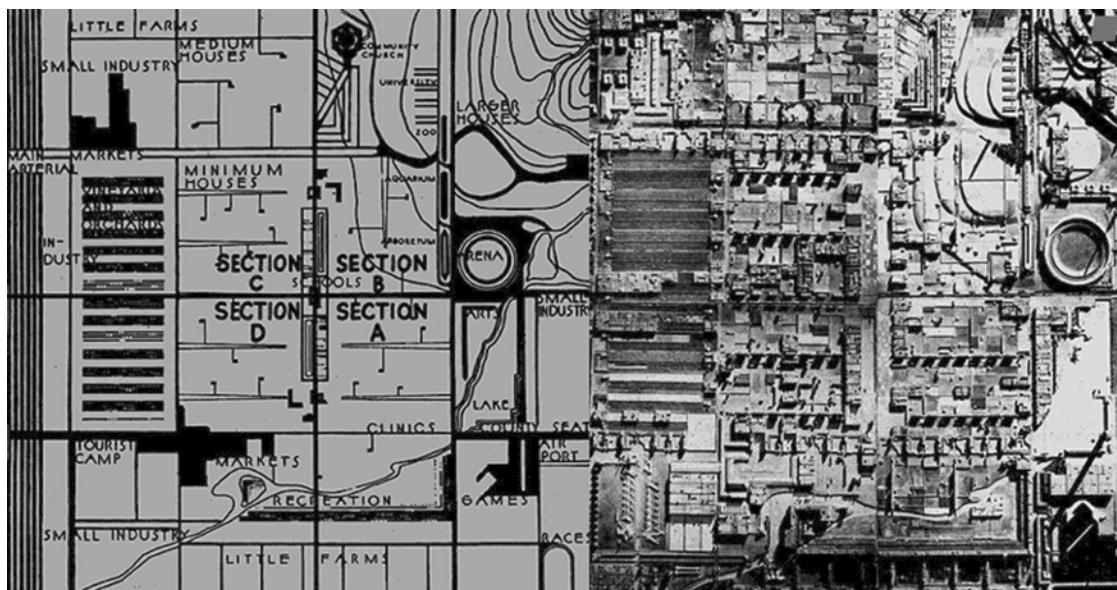 LITTLE FARMS
MEDIUM
HOUSES
COMMUNITY
CHURCH
SMALL INDUSTRY
UNIVERSITY
LARGER
HOUSES
ZOO
MAIN
ARTERIAL
MARKETS
MINIMUM
HOUSES
AQUARIUM
VINEYARDS
AND
ORCHARDS
IN-
DUSTRY
ARBORETUM
ARENA
SECTION
C
SECTION
B
SCHOOLS
SECTION
D
SECTION
A
ARTS
SMALL
INDUSTR
LAKE
CLINICS
COUNTY SEAT
TOURIST
CAMP
MARKETS
AIR
PORT
RECREATION
GAMES
SMALL INDUSTRY
RACES
LITTLE FARMS